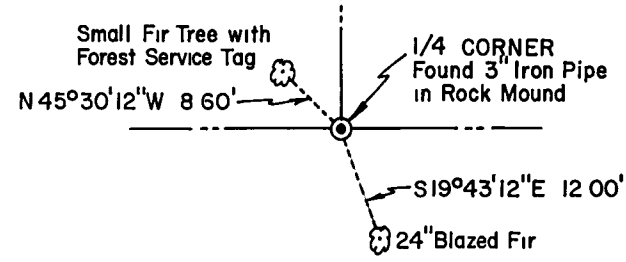 Small Fir Tree with
Forest Service Tag
N45°30'12"W 8 60'
1/4 CORNER
Found 3" Iron Pipe
in Rock Mound
S19°43'12"E 12 00'
24" Blazed Fir